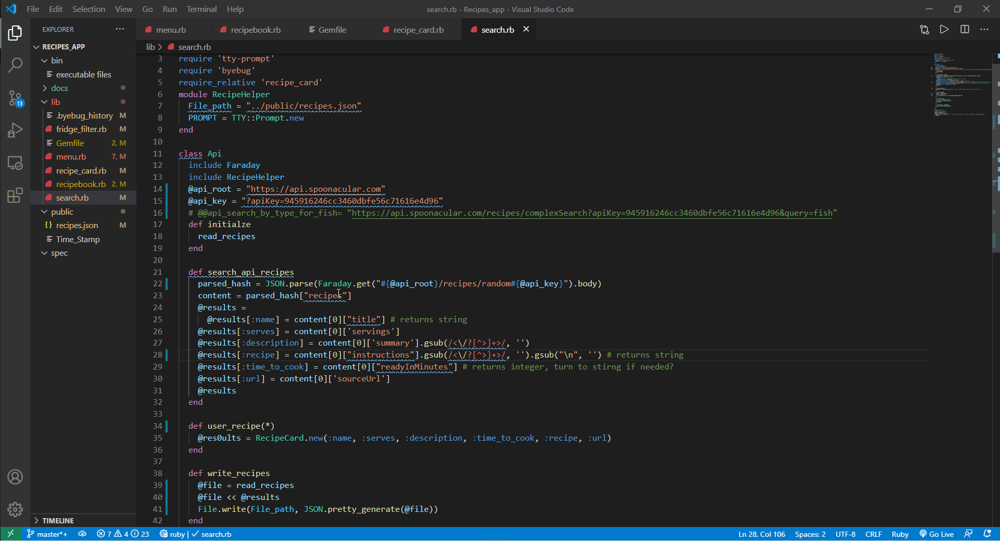 File Edit Selection View Go Run Terminal Help
search.rb - Recipes_app - Visual Studio Code
EXPLORER
menu.rb recipebook.rb Gemfile recipe_card.rb search.rb
RECIPES_APP
bin
executable files
docs
lib
.byebug_history M
fridge_filter.rb M
Gemfile 2, M
menu.rb 7, M
recipe_card.rb M
recipebook.rb 2, M
search.rb M
public
recipes.json M
Time_Stamp
spec
13
TIMELINE
lib > search.rb
3 require 'tty-prompt'
4 require 'byebug'
5 require_relative 'recipe_card'
6 module RecipeHelper
7 File_path = "../public/recipes.json"
8 PROMPT = TTY::Prompt.new
9 end
10
11 class Api
12 include Faraday
13 include RecipeHelper
14 @api_root = "https://api.spoonacular.com"
15 @api_key = "?apiKey=945916246cc3460dbfe56c71616e4d96"
16 # @@api_search_by_type_for_fish= "https://api.spoonacular.com/recipes/complexSearch?apiKey=945916246cc3460dbfe56c71616e4d96&query=fish"
17 def initialze
18 read_recipes
19 end
20
21 def search_api_recipes
22 parsed_hash = JSON.parse(Faraday.get("#{@api_root}/recipes/random#{@api_key}").body)
23 content = parsed_hash["recipes"]
24 @results =
25 @results[:name] = content[0]["title"] # returns string
26 @results[:serves] = content[0]['servings']
27 @results[:description] = content[0]['summary'].gsub(/<\/?[^>]+>/, '')
28 @results[:recipe] = content[0]["instructions"].gsub(/<\/?[^>]+>/, '').gsub("\n", '') # returns string
29 @results[:time_to_cook] = content[0]["readyInMinutes"] # returns integer, turn to stirng if needed?
30 @results[:url] = content[0]['sourceUrl']
31 @results
32 end
33
34 def user_recipe(*)
35 @res0ults = RecipeCard.new(:name, :serves, :description, :time_to_cook, :recipe, :url)
36 end
37
38 def write_recipes
39 @file = read_recipes
40 @file << @results
41 File.write(File_path, JSON.pretty_generate(@file))
42 end
master*+ 7 4 23 ruby | search.rb
Ln 28, Col 106 Spaces: 2 UTF-8 CRLF Ruby Go Live